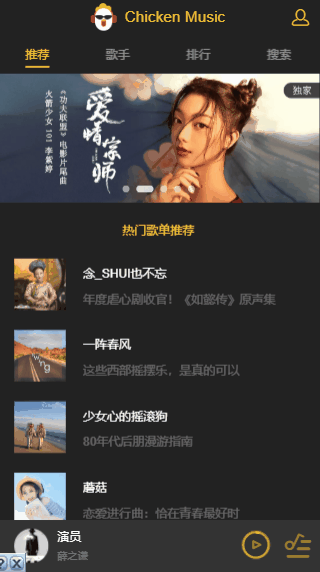 Chicken Music
推荐 歌手 排行 搜索
独家
爱情宗师
《功夫联盟》电影片尾曲
火箭少女101 李紫婷
热门歌单推荐
念_SHUI也不忘
年度虐心剧收官！《如懿传》原声集
一阵春风
这些西部摇摆乐，是真的可以
少女心的摇滚狗
80年代后朋漫游指南
蘑菇
恋爱进行曲：恰在青春最好时
演员
薛之谦